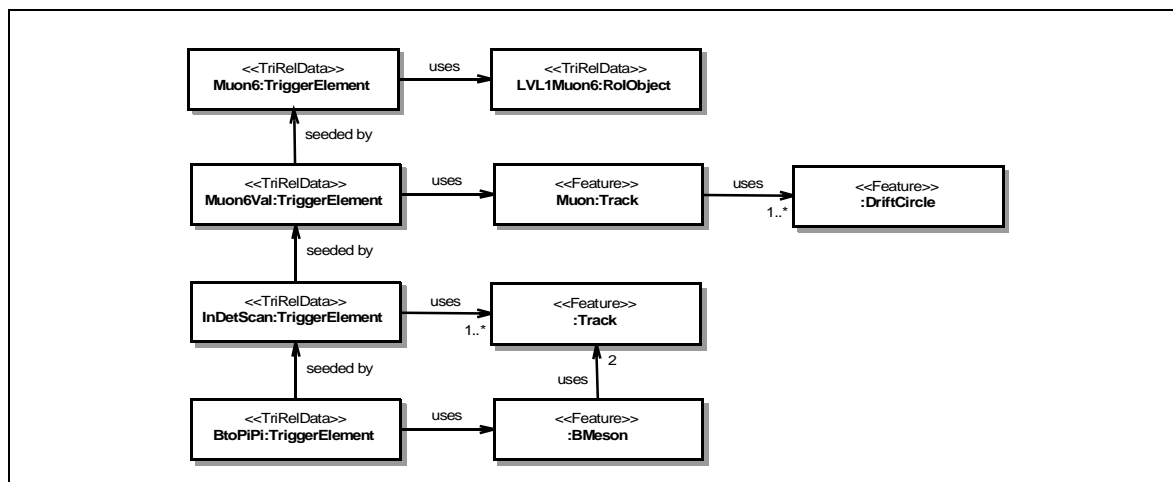 <<TriRelData>>
Muon6:TriggerElement
uses
<<TriRelData>>
LVL1Muon6:RoIObject
seeded by
<<TriRelData>>
Muon6Val:TriggerElement
uses
<<Feature>>
Muon:Track
uses
1..*
<<Feature>>
:DriftCircle
seeded by
<<TriRelData>>
InDetScan:TriggerElement
uses
1..*
<<Feature>>
:Track
seeded by
2
uses
<<TriRelData>>
BtoPiPi:TriggerElement
uses
<<Feature>>
:BMeson